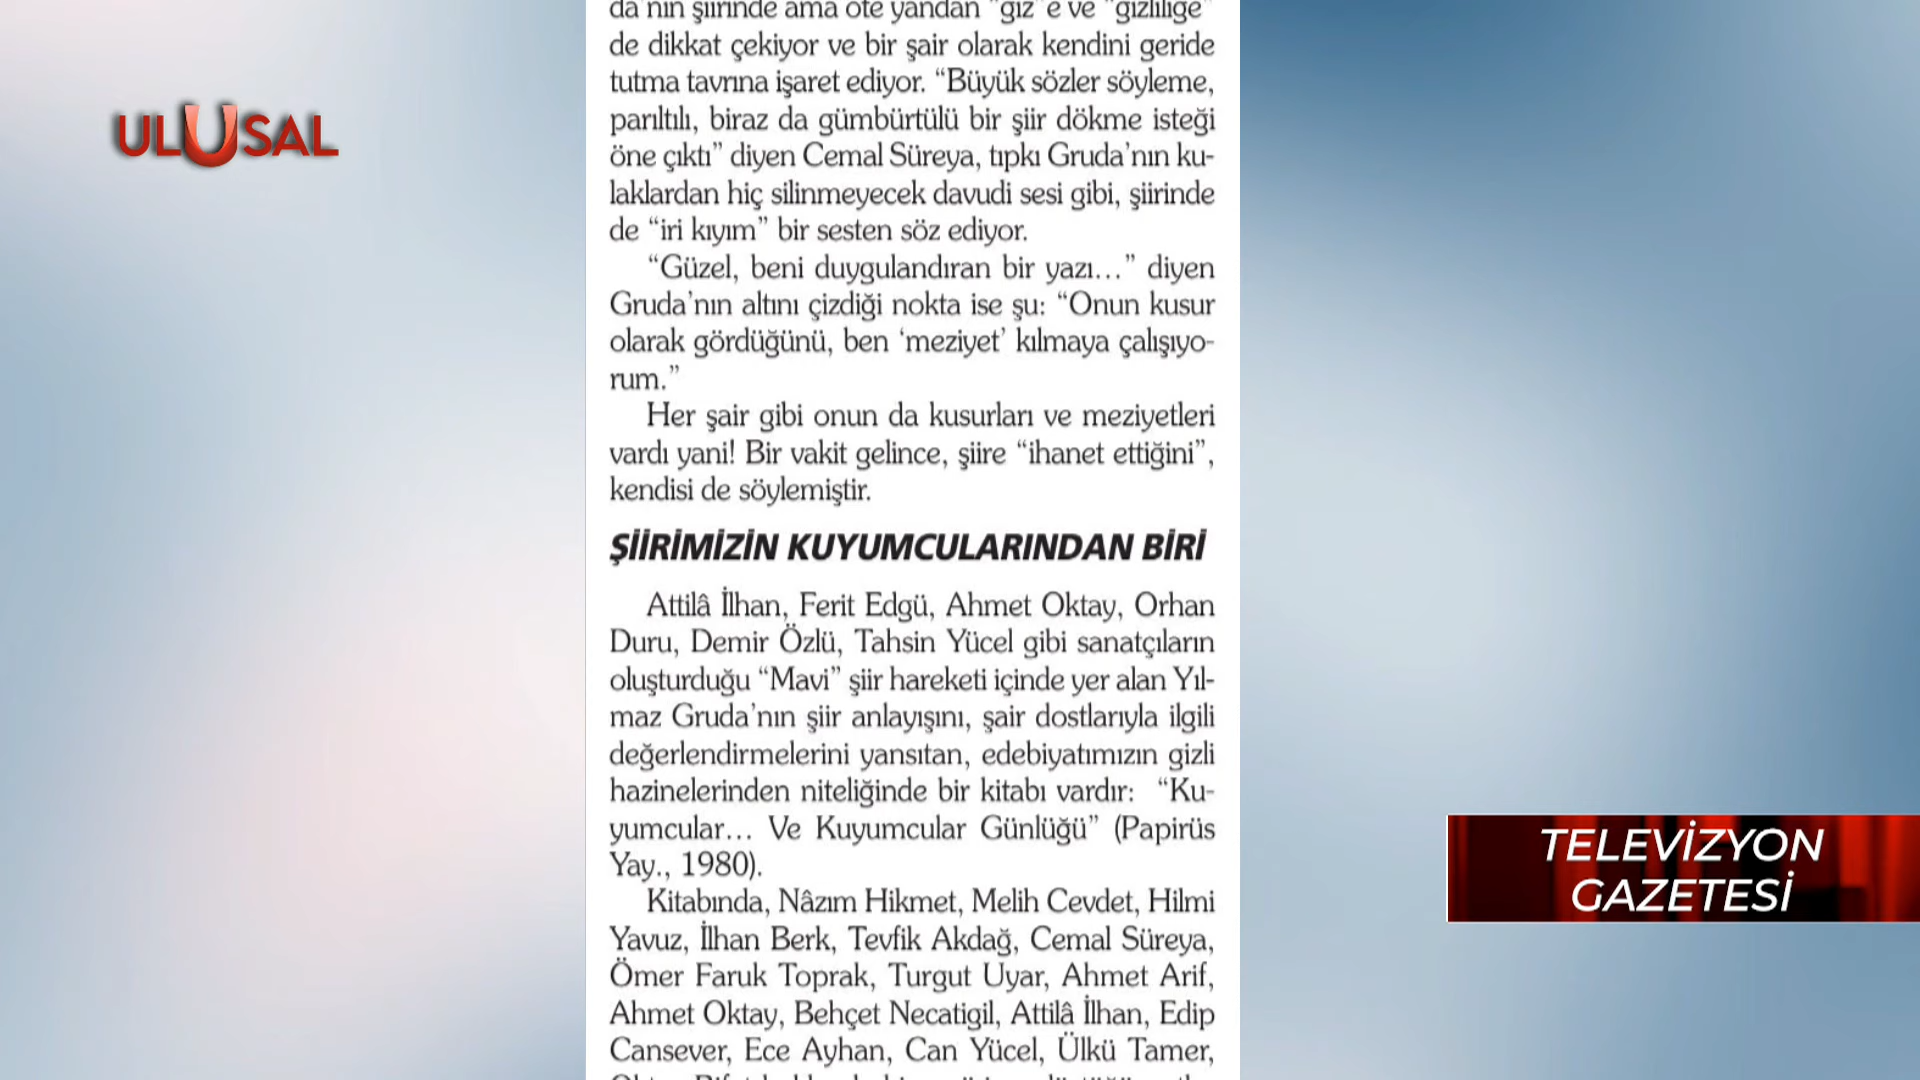 da'nın şiirinde ama öte yandan “giz”e ve “gizliliğe”
de dikkat çekiyor ve bir şair olarak kendini geride
tutma tavrına işaret ediyor. “Büyük sözler söyleme,
parıltılı, biraz da gümbürtülü bir şiir dökme isteği
öne çıktı” diyen Cemal Süreya, tıpkı Gruda’nın ku-
laklardan hiç silinmeyecek davudi sesi gibi, şiirinde
de “iri kıyım” bir sesten söz ediyor.
“Güzel, beni duygulandıran bir yazı…” diyen
Gruda’nın altını çizdiği nokta ise şu: “Onun kusur
olarak gördüğünü, ben ‘meziyet’ kılmaya çalışıyo-
rum.”
Her şair gibi onun da kusurları ve meziyetleri
vardı yani! Bir vakit gelince, şiire “ihanet ettiğini”,
kendisi de söylemiştir.
ŞİİRİMİZİN KUYUMCULARINDAN BİRİ
Attilâ İlhan, Ferit Edgü, Ahmet Oktay, Orhan
Duru, Demir Özlü, Tahsin Yücel gibi sanatçıların
oluşturduğu “Mavi” şiir hareketi içinde yer alan Yıl-
maz Gruda’nın şiir anlayışını, şair dostlarıyla ilgili
değerlendirmelerini yansıtan, edebiyatımızın gizli
hazinelerinden niteliğinde bir kitabı vardır: “Ku-
yumcular… Ve Kuyumcular Günlüğü” (Papirüs
Yay., 1980).
Kitabında, Nâzım Hikmet, Melih Cevdet, Hilmi
Yavuz, İlhan Berk, Tevfik Akdağ, Cemal Süreya,
Ömer Faruk Toprak, Turgut Uyar, Ahmet Arif,
Ahmet Oktay, Behçet Necatigil, Attilâ İlhan, Edip
Cansever, Ece Ayhan, Can Yücel, Ülkü Tamer,
ULUSAL
TELEVİZYON
GAZETESİ